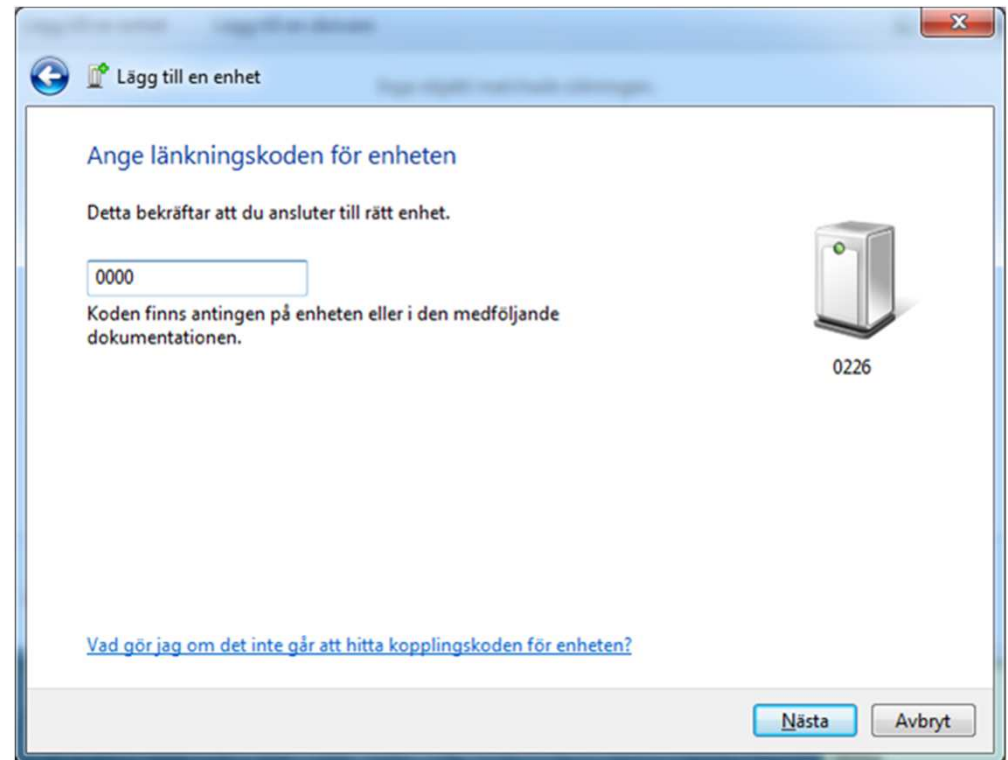 Lägg till en enhet
Ange länkningskoden för enheten
Detta bekräftar att du ansluter till rätt enhet.
0000
Koden finns antingen på enheten eller i den medföljande
dokumentationen.
0226
Vad gör jag om det inte går att hitta kopplingskoden för enheten?
Nästa
Avbryt